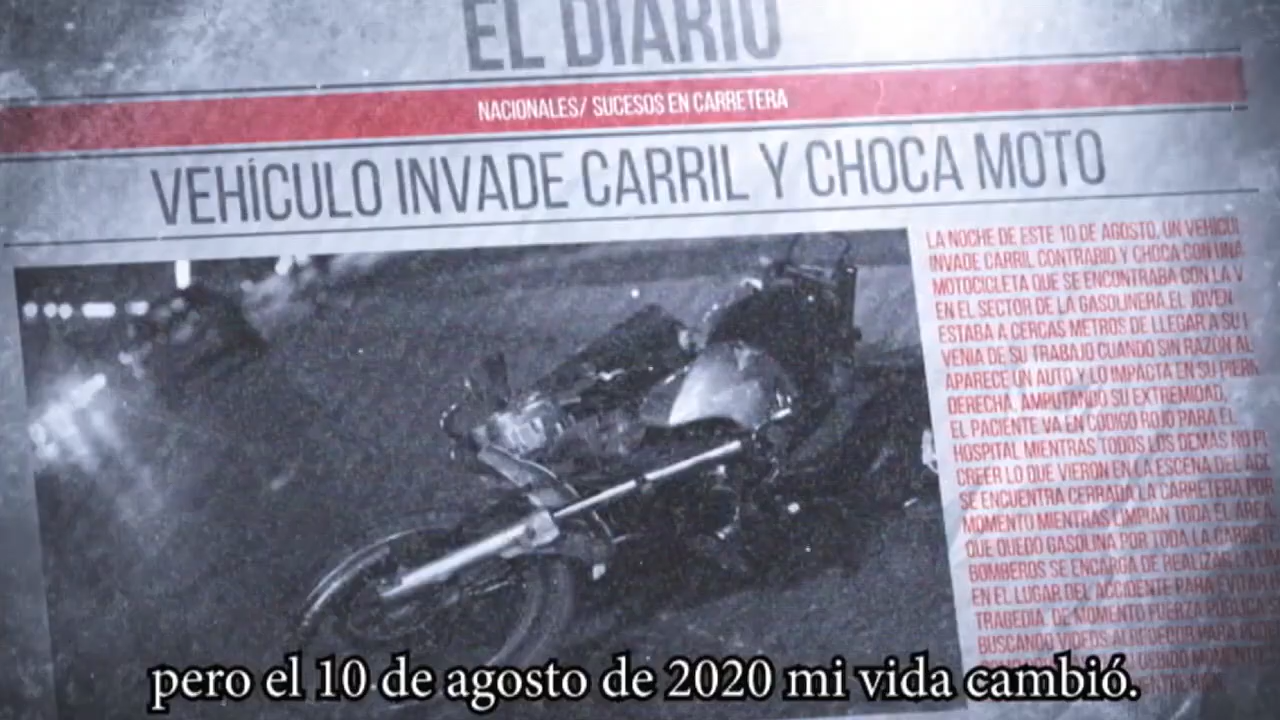 EL DIARIO
NACIONALES/ SUCESOS EN CARRETERA
VEHÍCULO INVADE CARRIL Y CHOCA MOTO
LA NOCHE DE ESTE 10 DE AGOSTO, UN VEHÍCUL
INVADE CARRIL CONTRARIO Y CHOCA CON UNA
MOTOCICLETA QUE SE ENCONTRABA CON LA V
EN EL SECTOR DE LA GASOLINERA.EL JOVEN
ESTABA A CERCAS METROS DE LLEGAR A SU
VENIA DE SU TRABAJO CUANDO SIN RAZÓN AL
APARECE UN AUTO Y LO IMPACTA EN SU PIERN
DERECHA, AMPUTANDO SU EXTREMIDAD,
EL PACIENTE VA EN CODIGO ROJO PARA EL
HOSPITAL MIENTRAS TODOS LOS DEMAS NO
CREER LO QUE VIERON EN LA ESCENA DEL ACC
SE ENCUENTRA CERRADA LA CARRETERA POR
MOMENTO MIENTRAS LIMPIAN TODA EL AREA,
QUE QUEDO GASOLINA POR TODA LA CARRETE
BOMBEROS SE ENCARGA DE REALIZAR LA
EN EL LUGAR DEL ACCIDENTE PARA EVITAR
TRAGEDIA. DE MOMENTO FUERZA PUBLICA
BUSCANDO VIDEOS ALREDEDOR PARA
DEBIDO MOMENTO
pero el 10 de agosto de 2020 mi vida cambió.